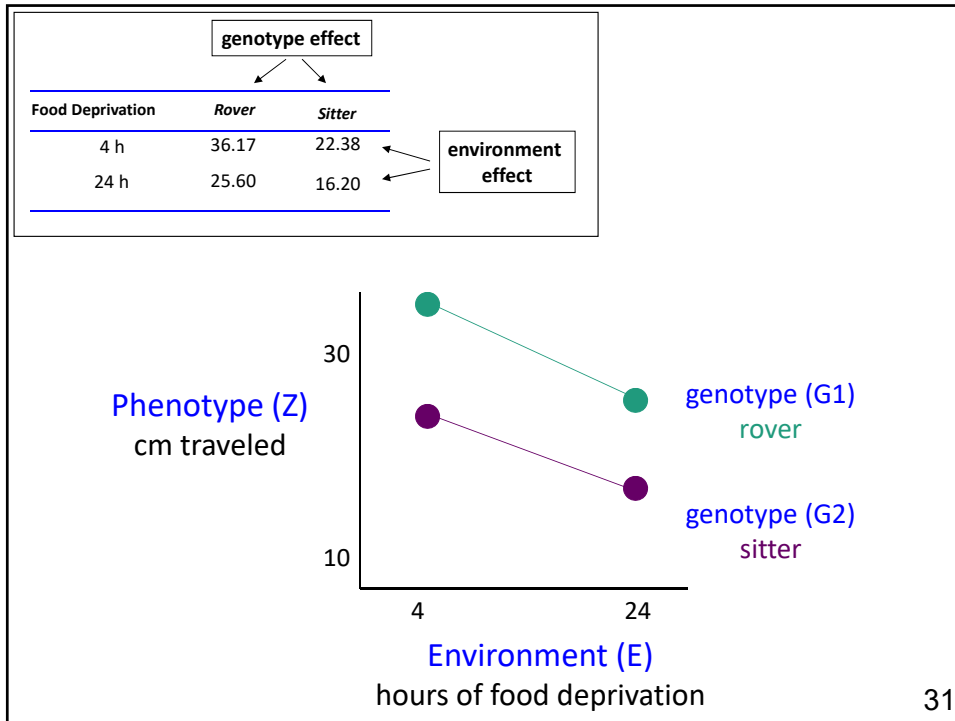 genotype effect
Food Deprivation Rover Sitter
4 h 36.17 22.38
24 h 25.60 16.20
environment
effect
30
10
Phenotype (Z)
cm traveled
genotype (G1)
rover
genotype (G2)
sitter
4 24
Environment (E)
hours of food deprivation
31